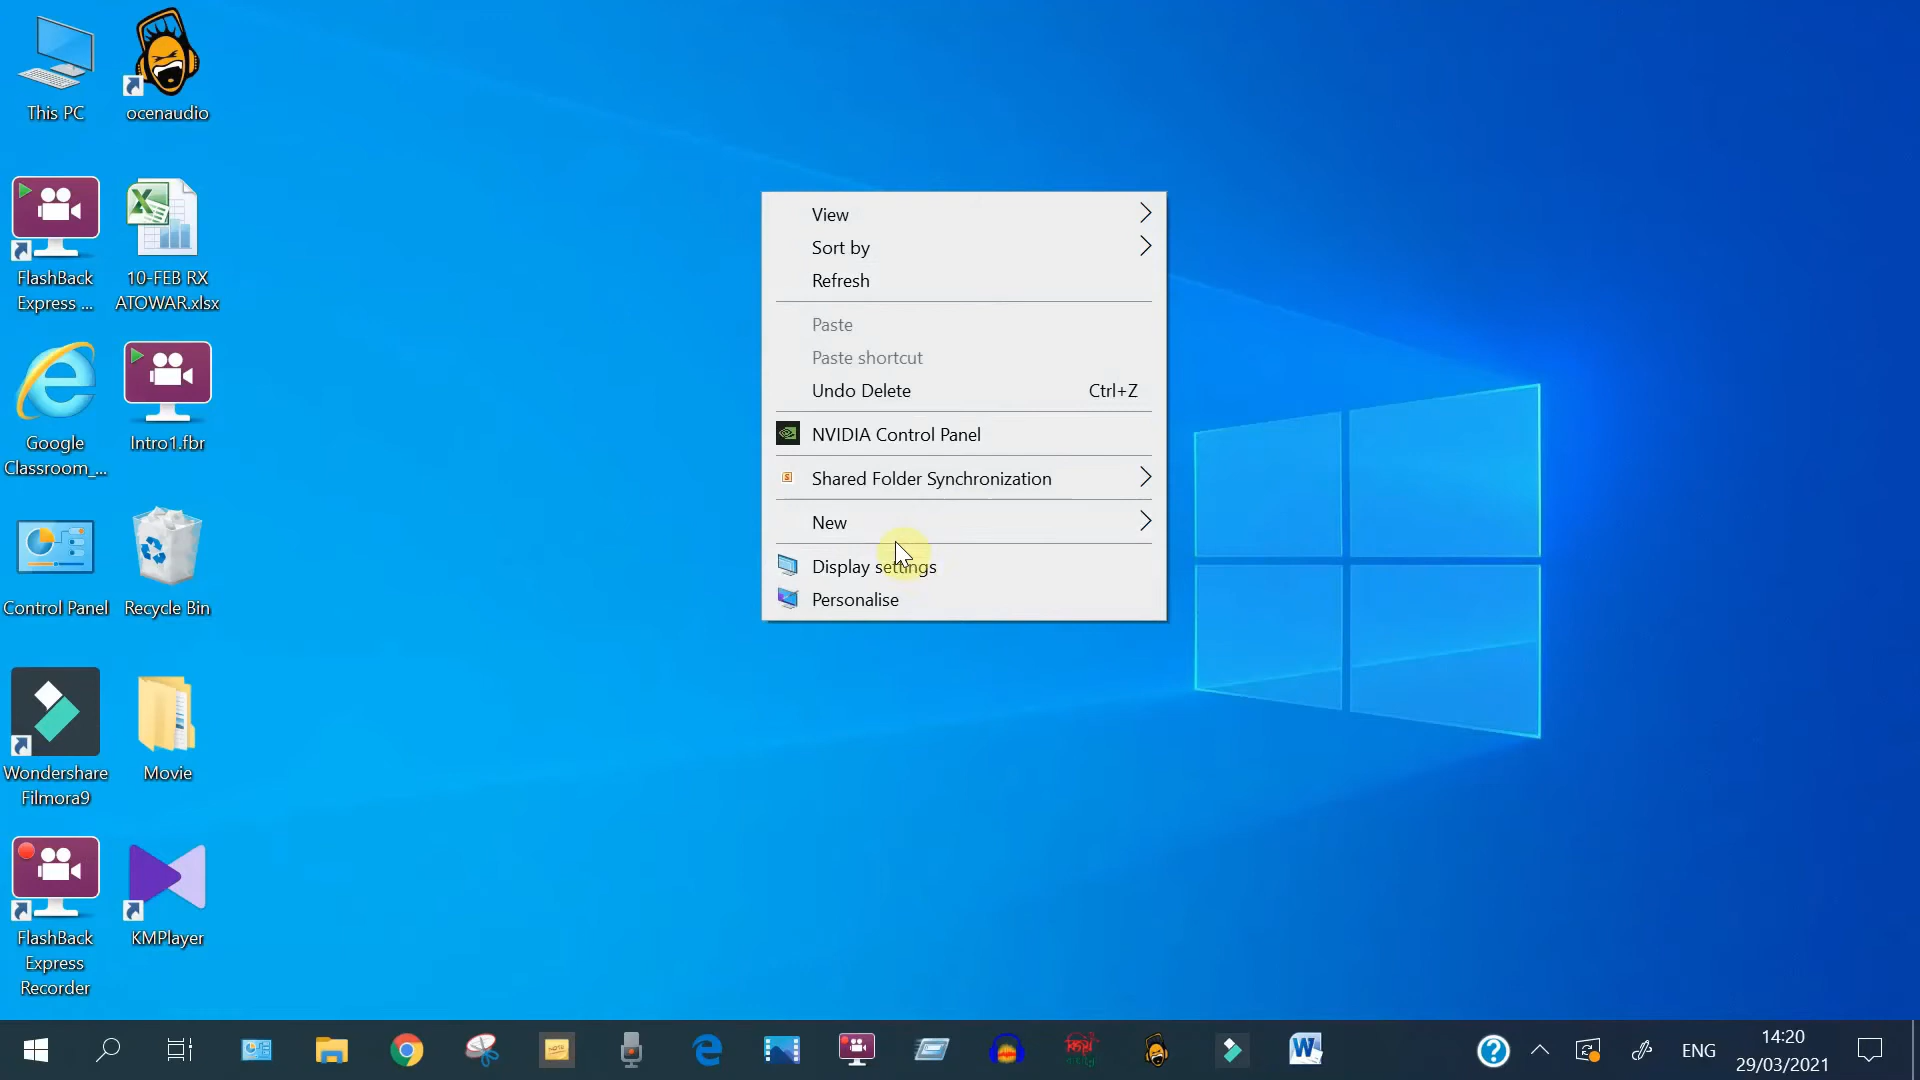 This PC
ocenaudio
FlashBack
Express ...
10-FEB RX
ATOWAR.xlsx
Google
Classroom_...
Intro1.fbr
Control Panel
Recycle Bin
Wondershare
Filmora9
Movie
FlashBack
Express
Recorder
KMPlayer
View
Sort by
Refresh
Paste
Paste shortcut
Undo Delete Ctrl+Z
NVIDIA Control Panel
Shared Folder Synchronization
New
Display settings
Personalise
ENG
14:20
29/03/2021